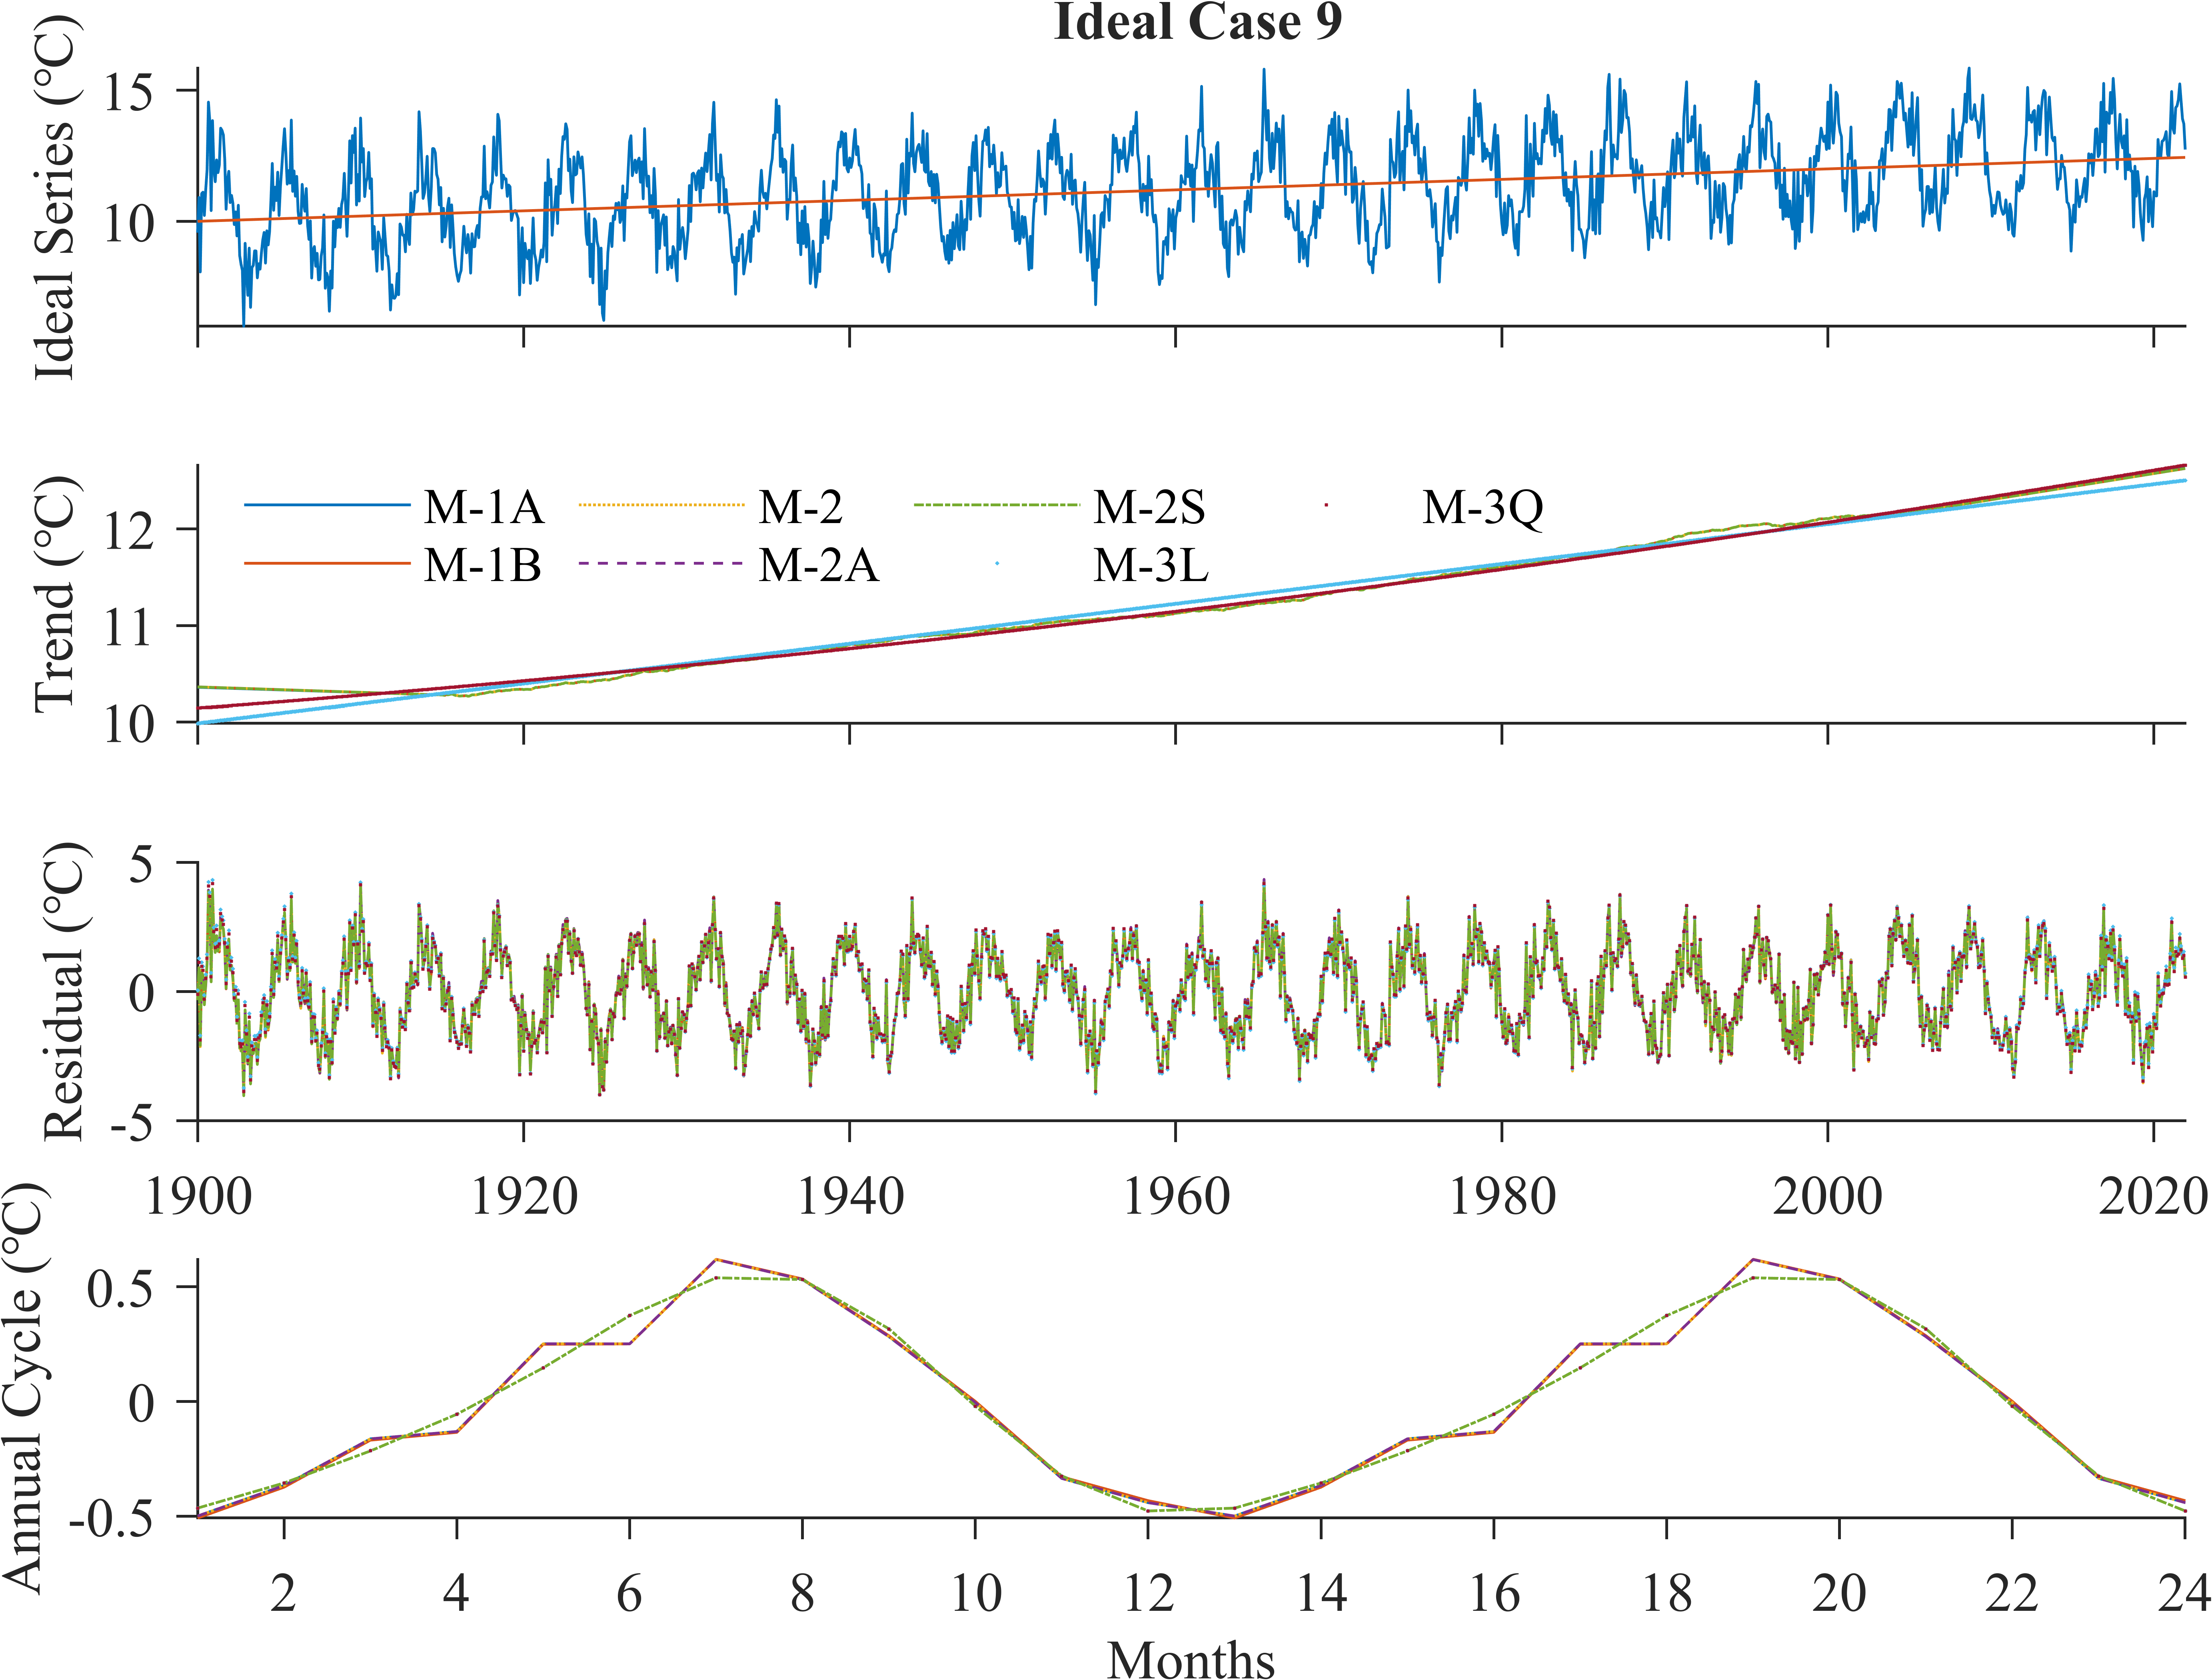 Ideal Case 9
Ideal Series (°C)
15
10
Trend (°C)
12
11
10
M-1A
M-2
M-2S
M-3Q
M-1B
M-2A
M-3L
Residual (°C)
5
0
-5
1900 1920 1940 1960 1980 2000 2020
Annual Cycle (°C)
0.5
0
-0.5
2 4 6 8 10 12 14 16 18 20 22 24
Months